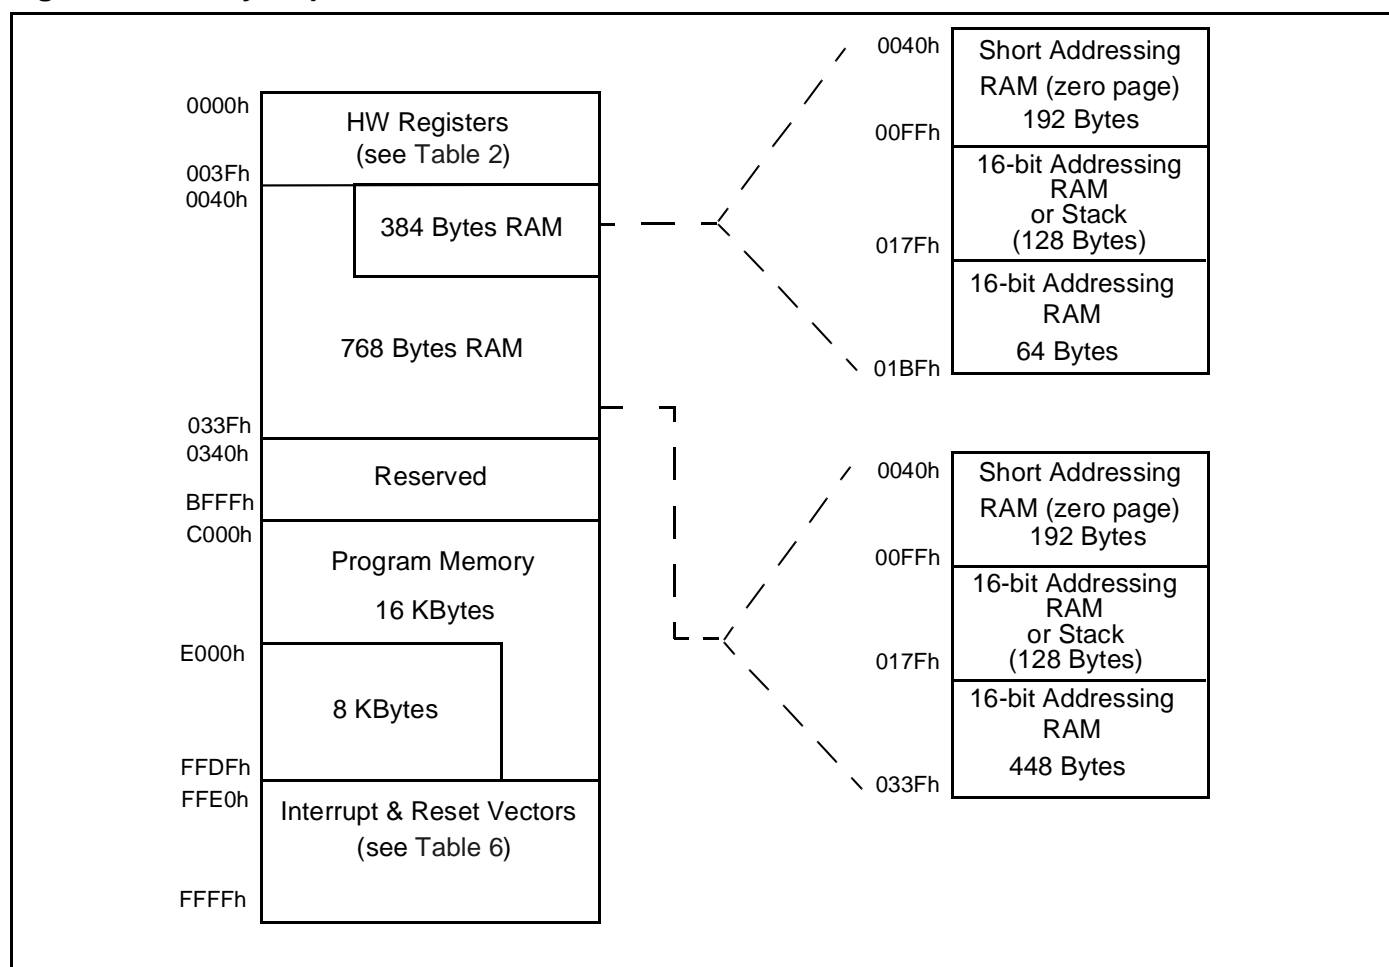 0000h
HW Registers
(see Table 2)
003Fh
0040h
384 Bytes RAM
768 Bytes RAM
033Fh
0340h
Reserved
BFFFh
C000h
Program Memory
16 KBytes
E000h
8 KBytes
FFDFh
FFE0h
Interrupt & Reset Vectors
(see Table 6)
FFFFh
0040h
Short Addressing
RAM (zero page)
192 Bytes
00FFh
16-bit Addressing
RAM
or Stack
(128 Bytes)
017Fh
16-bit Addressing
RAM
64 Bytes
01BFh
0040h
Short Addressing
RAM (zero page)
192 Bytes
00FFh
16-bit Addressing
RAM
or Stack
(128 Bytes)
017Fh
16-bit Addressing
RAM
448 Bytes
033Fh